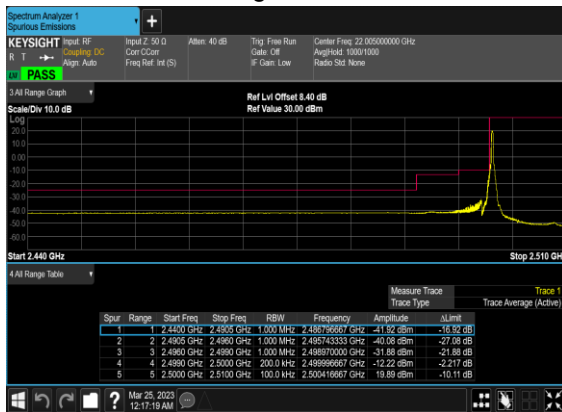 Spectrum Analyzer 1
Spurious Emissions
KEYSIGHT Input: RF Input Z: 50 Ω Atten: 40 dB Trig: Free Run Center Freq: 22.005000000 GHz
R T Coupling: DC Corr CCorr Gate: Off Avg|Hold: 1000/1000
Align: Auto Freq Ref: Int (S) IF Gain: Low Radio Std: None
PASS
3 All Range Graph
Ref Lvl Offset 8.40 dB
Scale/Div 10.0 dB Ref Value 30.00 dBm
Log
20.0
10.0
0.00
-10.0
-20.0
-30.0
-40.0
-50.0
-60.0
Start 2.440 GHz Stop 2.510 GH
4 All Range Table
Measure Trace Trace 1
Trace Type Trace Average (Active)
Spur Range Start Freq Stop Freq RBW Frequency Amplitude ΔLimit
1 1 2.4400 GHz 2.4905 GHz 1.000 MHz 2.486796667 GHz -41.92 dBm -16.92 dB
2 2 2.4905 GHz 2.4960 GHz 1.000 MHz 2.495743333 GHz -40.08 dBm -27.08 dB
3 3 2.4960 GHz 2.4990 GHz 1.000 MHz 2.498970000 GHz -31.88 dBm -21.88 dB
4 4 2.4990 GHz 2.5000 GHz 200.0 kHz 2.499996667 GHz -12.22 dBm -2.217 dB
5 5 2.5000 GHz 2.5100 GHz 100.0 kHz 2.500416667 GHz 19.89 dBm -10.11 dB
Mar 25, 2023
12:17:19 AM